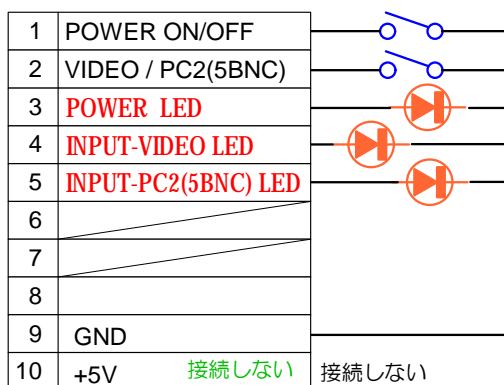 1 POWER ON/OFF
2 VIDEO / PC2(5BNC)
3 POWER LED
4 INPUT-VIDEO LED
5 INPUT-PC2(5BNC) LED
6
7
8
9 GND
10 +5V 接続しない 接続しない